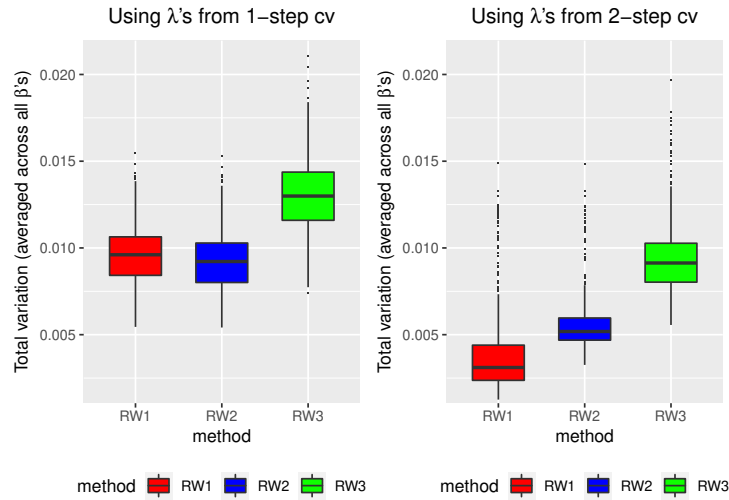 Using λ's from 1−step cv
Total variation (averaged across all β's)
0.020
0.015
0.010
0.005
RW1 RW2 RW3
method
method RW1 RW2 RW3
Using λ's from 2−step cv
Total variation (averaged across all β's)
0.020
0.015
0.010
0.005
RW1 RW2 RW3
method
method RW1 RW2 RW3